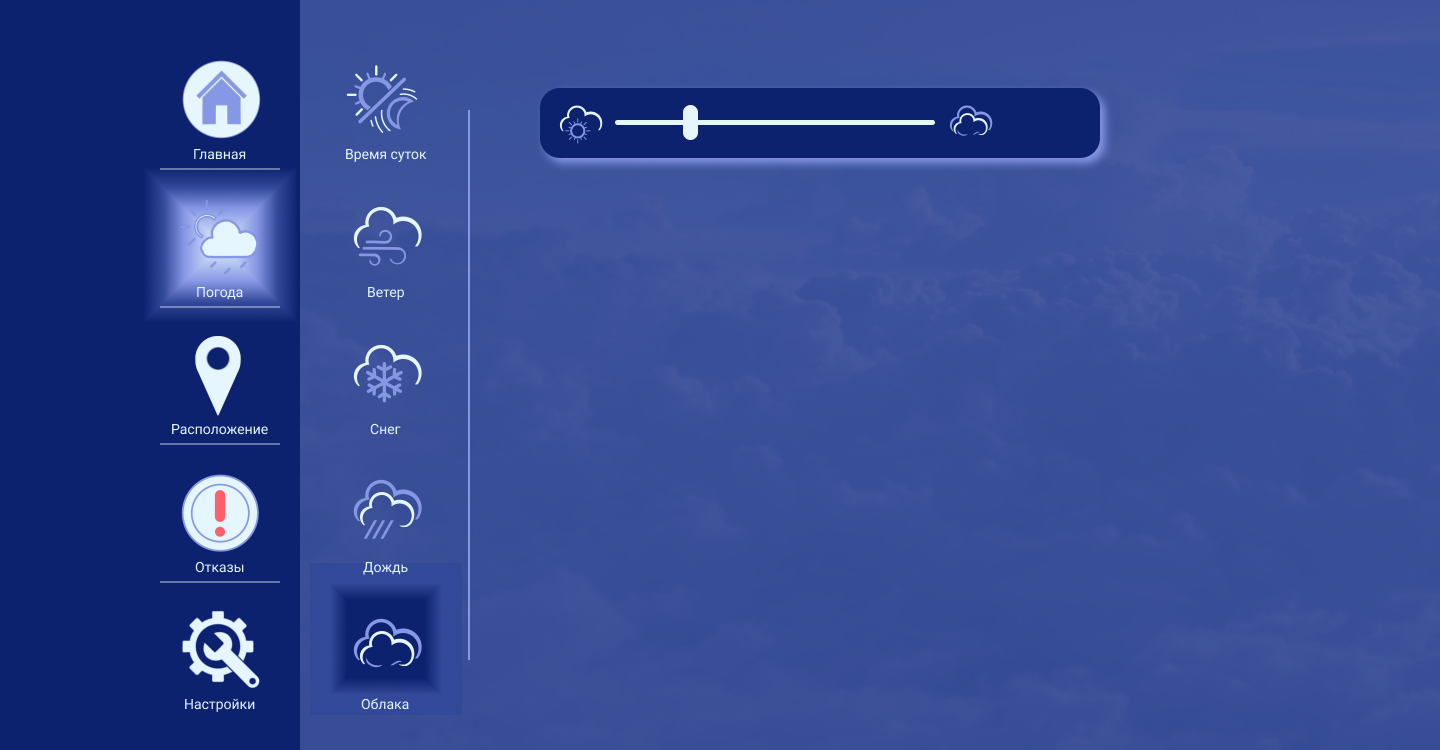 Главная
Погода
Расположение
Отказы
Настройки
Время суток
Ветер
Снег
Дождь
Облака